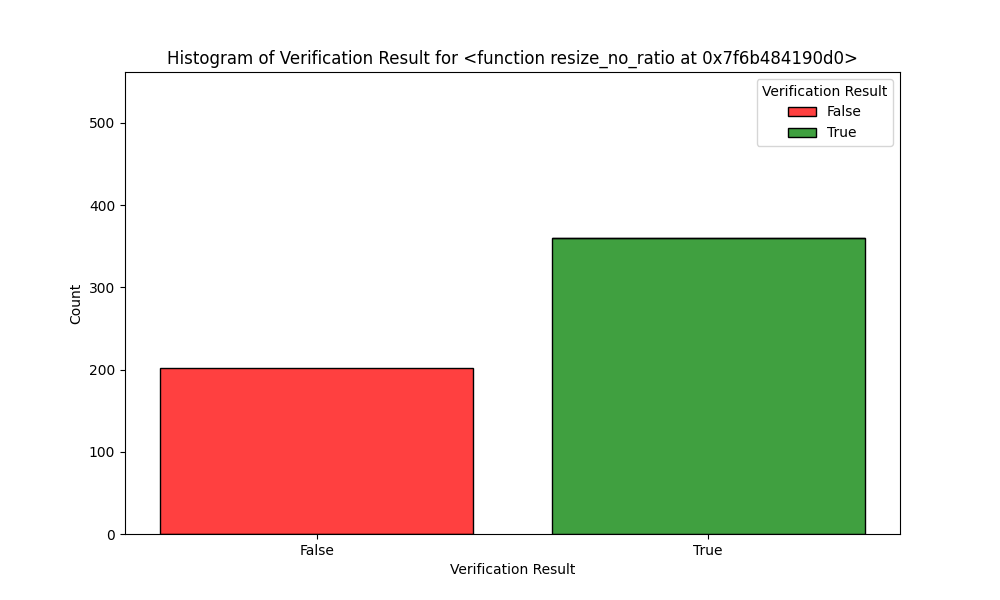 Histogram of Verification Result for <function resize_no_ratio at 0x7f6b484190d0>
Verification Result
False
True
500
400
300
200
100
0
Count
False
True
Verification Result